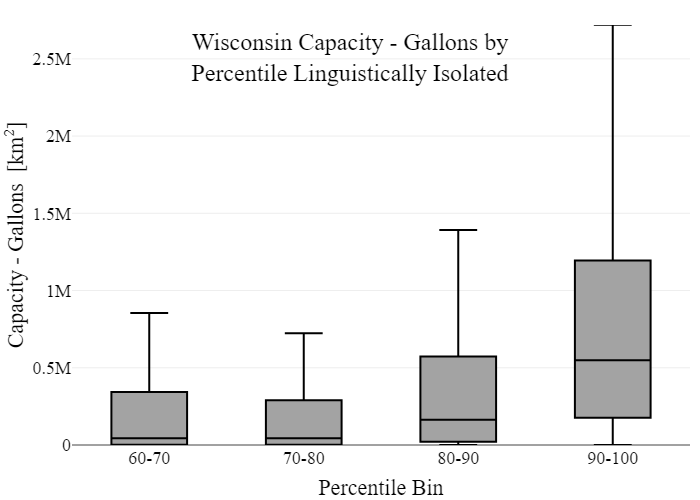 Wisconsin Capacity - Gallons by
Percentile Linguistically Isolated
Capacity - Gallons [km²]
2.5M
2M
1.5M
1M
0.5M
0
60-70
70-80
80-90
90-100
Percentile Bin